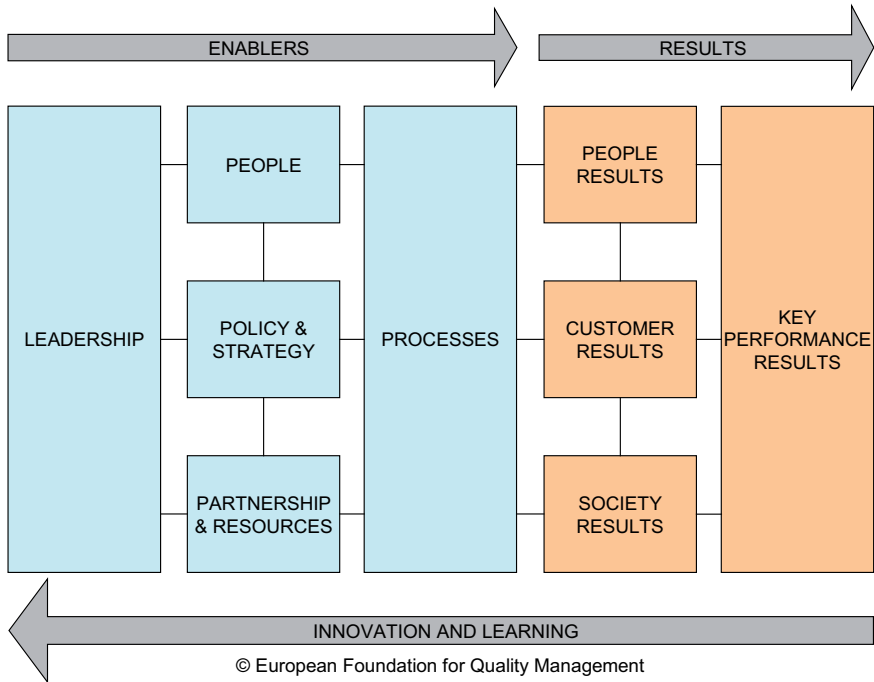 ENABLERS
RESULTS
LEADERSHIP
PEOPLE
POLICY &
STRATEGY
PARTNERSHIP
& RESOURCES
PROCESSES
PEOPLE
RESULTS
CUSTOMER
RESULTS
SOCIETY
RESULTS
KEY
PERFORMANCE
RESULTS
INNOVATION AND LEARNING
© European Foundation for Quality Management